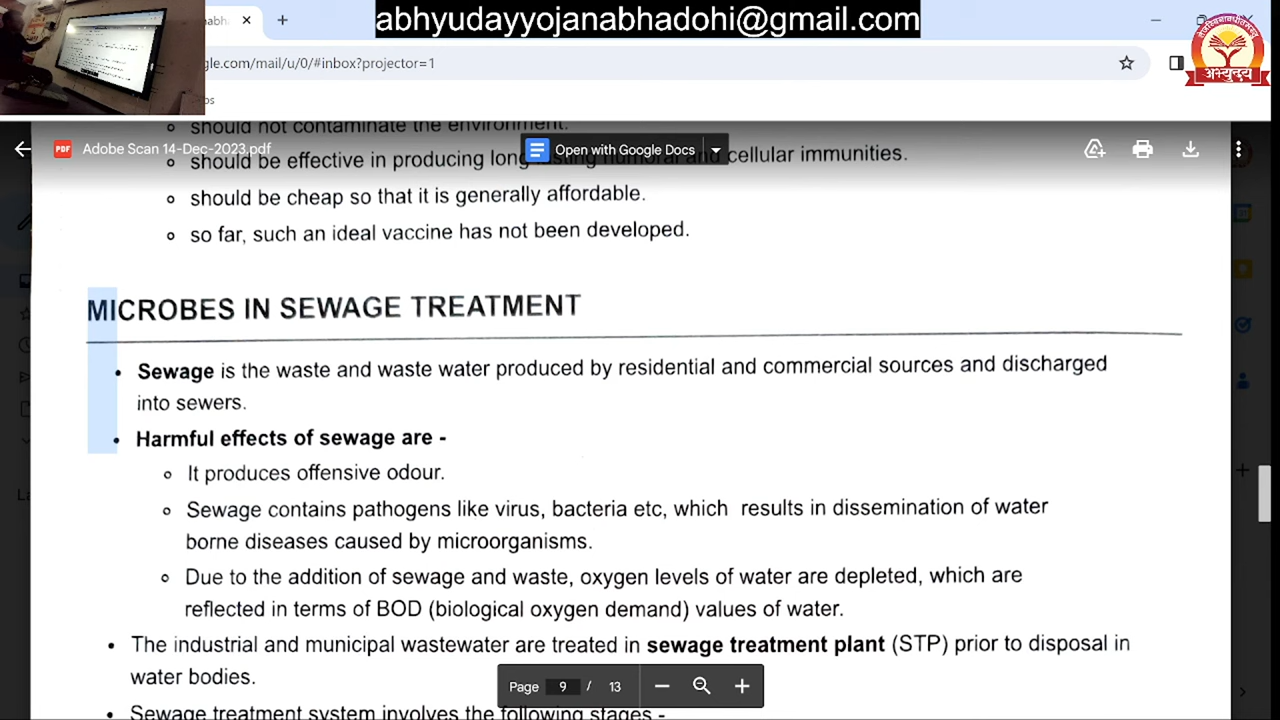 abhyudayyojanabhadohi@gmail.com
gle.com/mail/u/0/#inbox?projector=1
अभ्युदय
Adobe Scan 14-Dec-2023.pdf
Open with Google Docs
should not contaminate the environment.
should be effective in producing long lasting humoral and cellular immunities.
should be cheap so that it is generally affordable.
so far, such an ideal vaccine has not been developed.
MICROBES IN SEWAGE TREATMENT
• Sewage is the waste and waste water produced by residential and commercial sources and discharged
into sewers.
• Harmful effects of sewage are -
It produces offensive odour.
Sewage contains pathogens like virus, bacteria etc, which results in dissemination of water
borne diseases caused by microorganisms.
Due to the addition of sewage and waste, oxygen levels of water are depleted, which are
reflected in terms of BOD (biological oxygen demand) values of water.
• The industrial and municipal wastewater are treated in sewage treatment plant (STP) prior to disposal in
water bodies.
Page 9 / 13
• Sewage treatment system involves the following stages -